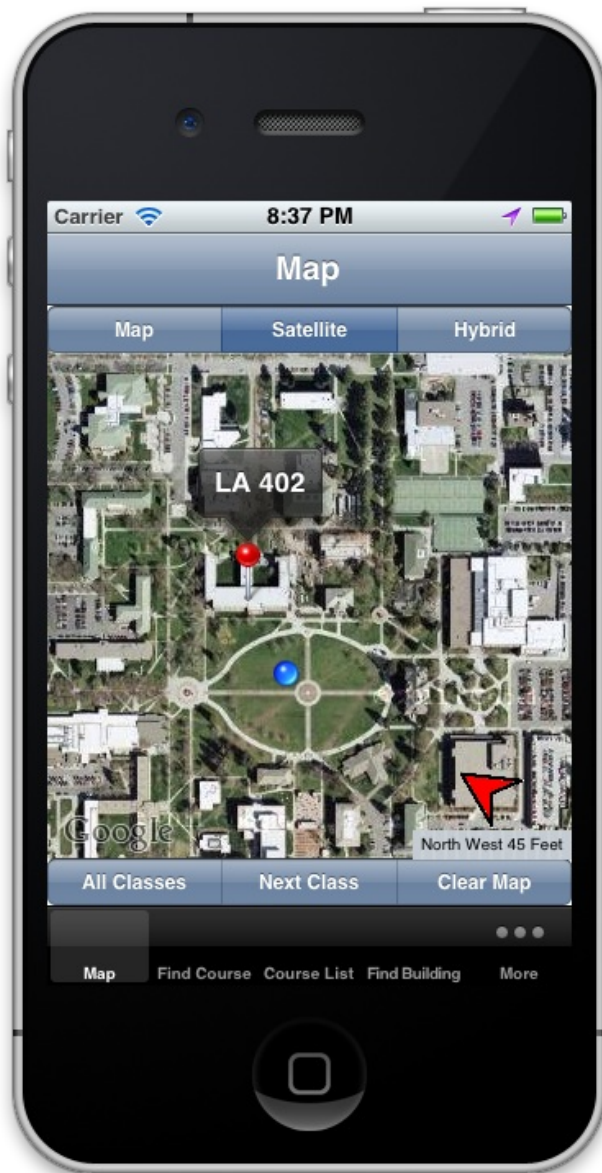 Carrier 8:37 PM
Map
Map Satellite Hybrid
LA 402
Google
North West 45 Feet
All Classes Next Class Clear Map
Map Find Course Course List Find Building More